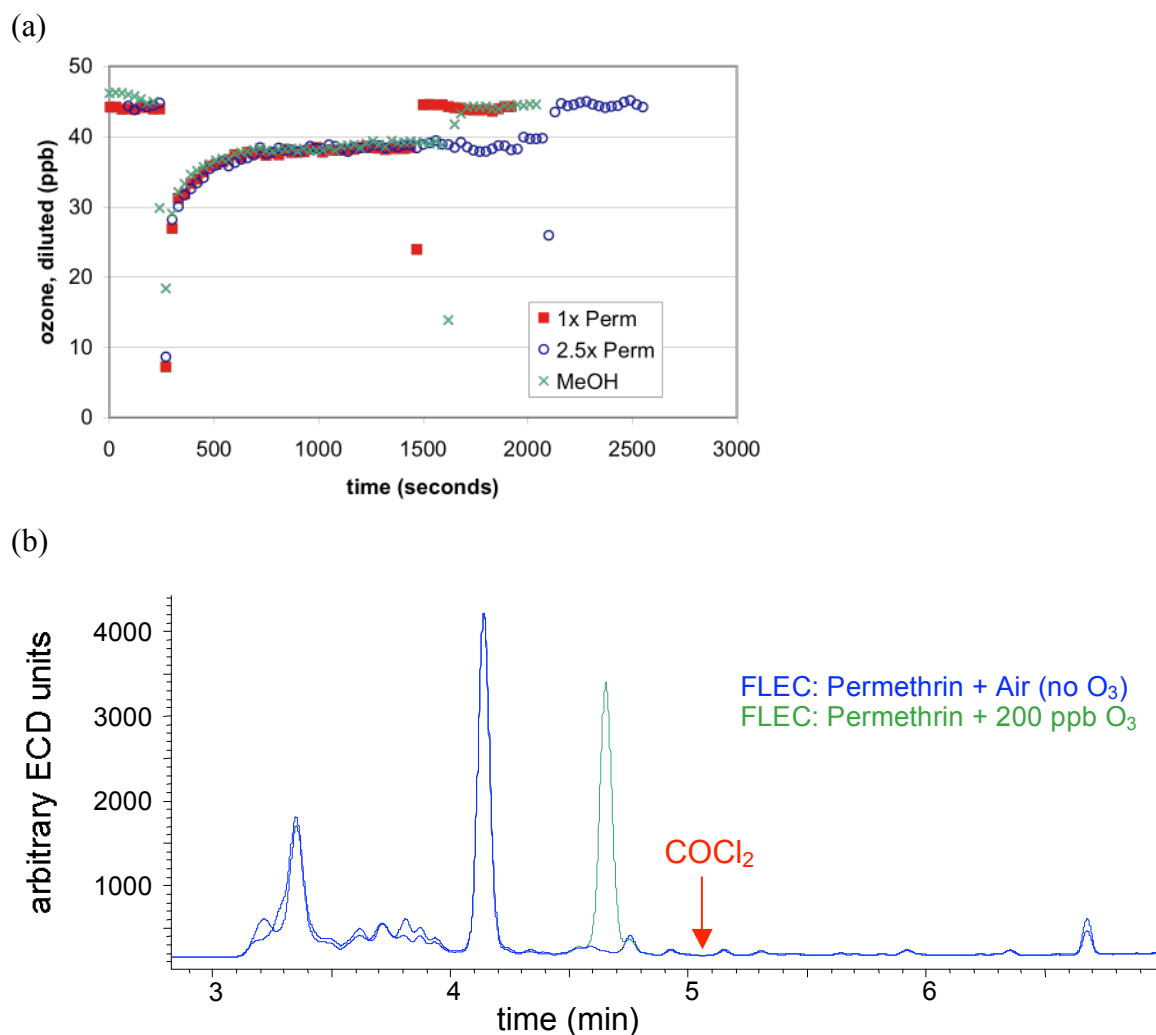 (a)
50
40
30
20
10
0
ozone, diluted (ppb)
1x Perm
2.5x Perm
MeOH
0 500 1000 1500 2000 2500 3000
time (seconds)
(b)
4000
3000
2000
1000
arbitrary ECD units
FLEC: Permethrin + Air (no O₃)
FLEC: Permethrin + 200 ppb O₃
COCl₂
3 4 5 6
time (min)